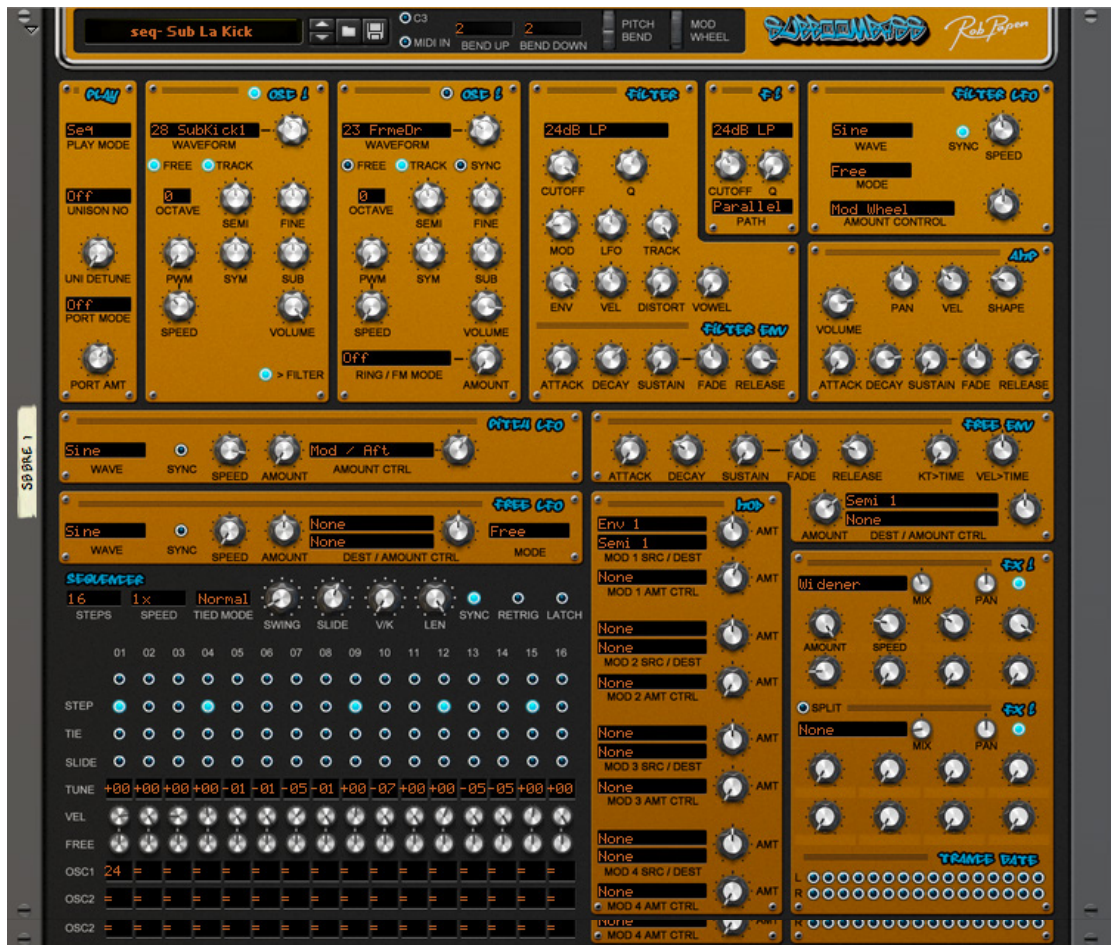 seq- Sub La Kick
C3
MIDI IN
2
BEND UP
2
BEND DOWN
PITCH BEND
MOD WHEEL
SUBBOOMBASS
Rob Papen
PLAY
Seq
PLAY MODE
Off
UNISON NO
UNI DETUNE
Off
PORT MODE
PORT AMT
OSC 1
28 SubKick1
WAVEFORM
FREE TRACK
0
OCTAVE
SEMI FINE
PWM SYM SUB
SPEED VOLUME
> FILTER
23 FrmeDr
WAVEFORM
FREE TRACK SYNC
0
OCTAVE
SEMI FINE
PWM SYM SUB
SPEED VOLUME
Off
RING / FM MODE AMOUNT
FILTER
24dB LP
CUTOFF Q
MOD LFO TRACK
ENV VEL DISTORT VOWEL
FILTER ENV
ATTACK DECAY SUSTAIN FADE RELEASE
24dB LP
CUTOFF Q
Parallel
PATH
FILTER LFO
Sine
WAVE
SYNC SPEED
Free
MODE
Mod Wheel
AMOUNT CONTROL
AMP
PAN VEL SHAPE
VOLUME
ATTACK DECAY SUSTAIN FADE RELEASE
SBBRE 1
PITCH LFO
Sine
WAVE
SYNC SPEED AMOUNT
Mod / Aft
AMOUNT CTRL
FREE ENV
ATTACK DECAY SUSTAIN FADE RELEASE KT>TIME VEL>TIME
Semi 1
None
AMOUNT DEST / AMOUNT CTRL
FREE LFO
Sine
WAVE
SYNC SPEED AMOUNT
None
None
DEST / AMOUNT CTRL
Free
MODE
MOD
Env 1
Semi 1
AMT
MOD 1 SRC / DEST
None
AMT
MOD 1 AMT CTRL
None
None
AMT
MOD 2 SRC / DEST
None
AMT
MOD 2 AMT CTRL
None
None
AMT
MOD 3 SRC / DEST
None
AMT
MOD 3 AMT CTRL
None
None
AMT
MOD 4 SRC / DEST
None
AMT
MOD 4 AMT CTRL
None
MOD 4 AMT CTRL
Widener
MIX PAN
AMOUNT SPEED
SPLIT
None
MIX PAN
TRANCE GATE
L
R
R
SEQUENCER
16 1x Normal
STEPS SPEED TIED MODE SWING SLIDE V/K LEN SYNC RETRIG LATCH
01 02 03 04 05 06 07 08 09 10 11 12 13 14 15 16
STEP
TIE
SLIDE
TUNE +00 +00 +00 +00 -01 -01 -05 -01 +00 -07 +00 +00 -05 -05 +00 +00
VEL
FREE
OSC1 24 = = = = = = = = = = = = = = =
OSC2 = = = = = = = = = = = = = = = =
OSC2 = = = = = = = = = = = = = = = =